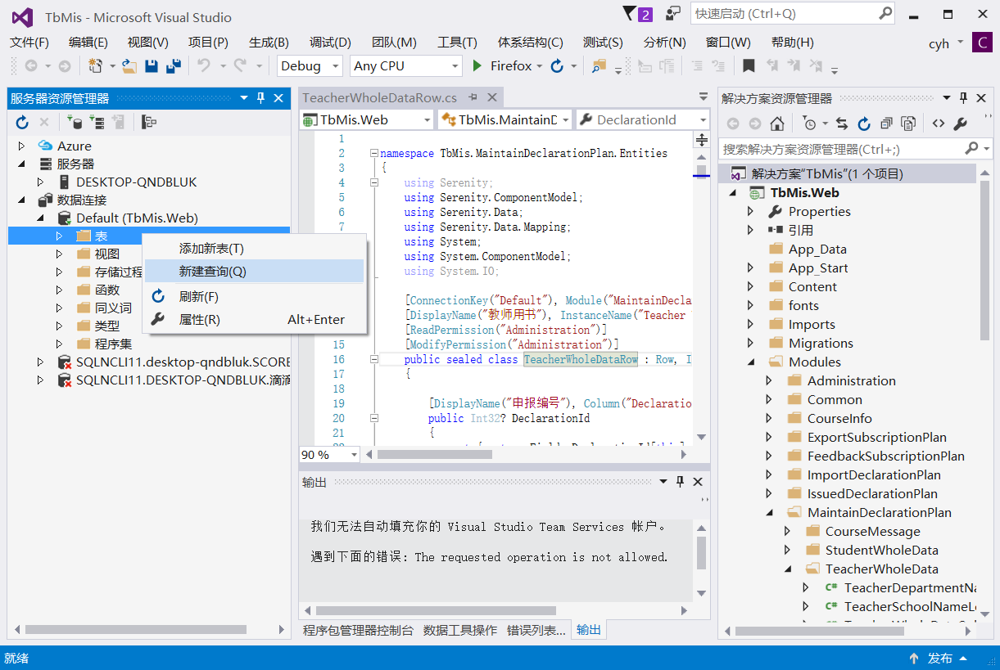 TbMis - Microsoft Visual Studio
2
快速启动 (Ctrl+Q)
文件(F) 编辑(E) 视图(V) 项目(P) 生成(B) 调试(D) 团队(M) 工具(T) 体系结构(C) 测试(S) 分析(N) 窗口(W) 帮助(H) cyh C
Debug Any CPU Firefox
服务器资源管理器
Azure
服务器
DESKTOP-QNDBLUK
数据连接
Default (TbMis.Web)
表
视图
存储过程
函数
同义词
类型
程序集
SQLNCLI11.desktop-qndbluk.SCORE
SQLNCLI11.DESKTOP-QNDBLUK.滴滴
添加新表(T)
新建查询(Q)
刷新(F)
属性(R) Alt+Enter
TeacherWholeDataRow.cs
TbMis.Web TbMis.MaintainD DeclarationId
1
2 namespace TbMis.MaintainDeclarationPlan.Entities
3 {
4 using Serenity;
5 using Serenity.ComponentModel;
6 using Serenity.Data;
7 using Serenity.Data.Mapping;
using System;
using System.ComponentModel;
using System.IO;
[ConnectionKey("Default"), Module("MaintainDecla
[DisplayName("教师用书"), InstanceName("Teacher
[ReadPermission("Administration")]
15 [ModifyPermission("Administration")]
16 public sealed class TeacherWholeDataRow : Row, I
17 {
18
19 [DisplayName("申报编号"), Column("Declaratio
20 public Int32? DeclarationId
21 {
90 %
输出
我们无法自动填充你的 Visual Studio Team Services 帐户。
遇到下面的错误: The requested operation is not allowed.
程序包管理器控制台 数据工具操作 错误列表... 输出
解决方案资源管理器
搜索解决方案资源管理器(Ctrl+;)
解决方案"TbMis"(1 个项目)
TbMis.Web
Properties
引用
App_Data
App_Start
Content
fonts
Imports
Migrations
Modules
Administration
Common
CourseInfo
ExportSubscriptionPlan
FeedbackSubscriptionPlan
ImportDeclarationPlan
IssuedDeclarationPlan
MaintainDeclarationPlan
CourseMessage
StudentWholeData
TeacherWholeData
C# TeacherDepartmentNa
C# TeacherSchoolNameLo
就绪
发布